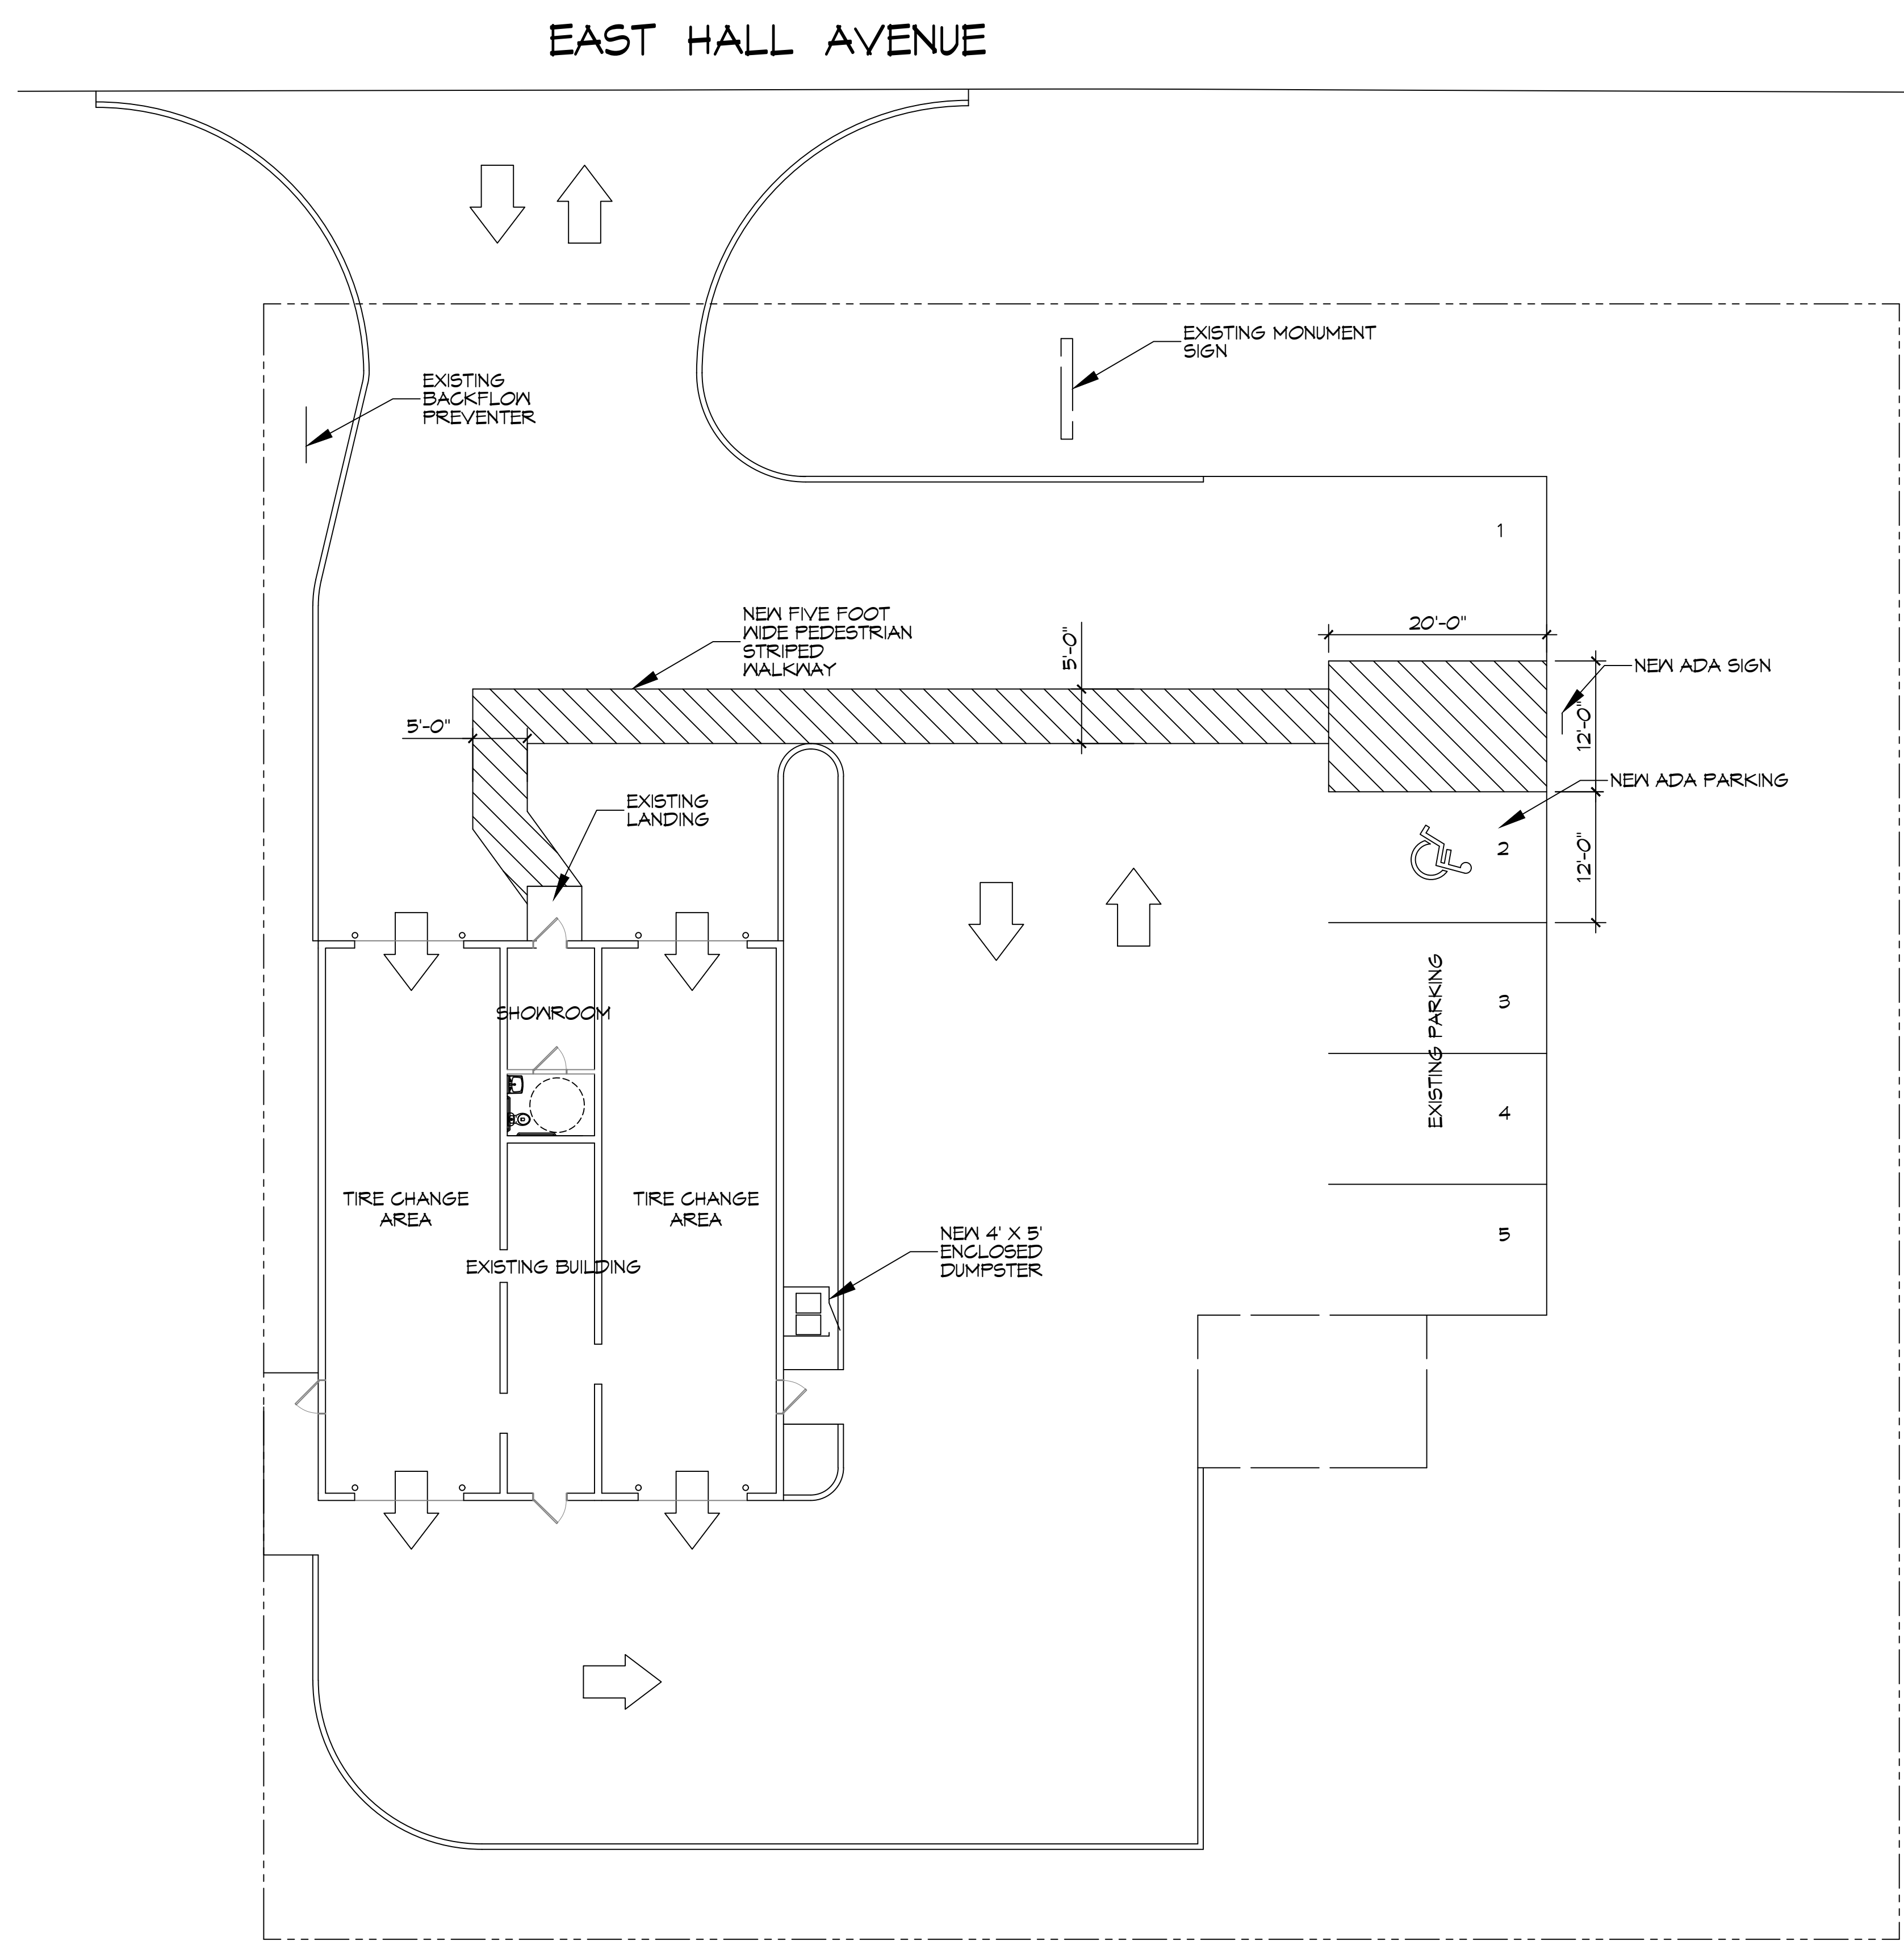 EAST HALL AVENUE
EXISTING MONUMENT
SIGN
EXISTING
BACKFLOW
PREVENTER
1
NEW FIVE FOOT
WIDE PEDESTRIAN
STRIPED
WALKWAY
5'-0"
20'-0"
NEW ADA SIGN
5'-0"
12'-0"
NEW ADA PARKING
EXISTING
LANDING
2
12'-0"
SHOWROOM
3
EXISTING PARKING
4
TIRE CHANGE
AREA
TIRE CHANGE
AREA
5
NEW 4' X 5'
ENCLOSED
DUMPSTER
EXISTING BUILDING